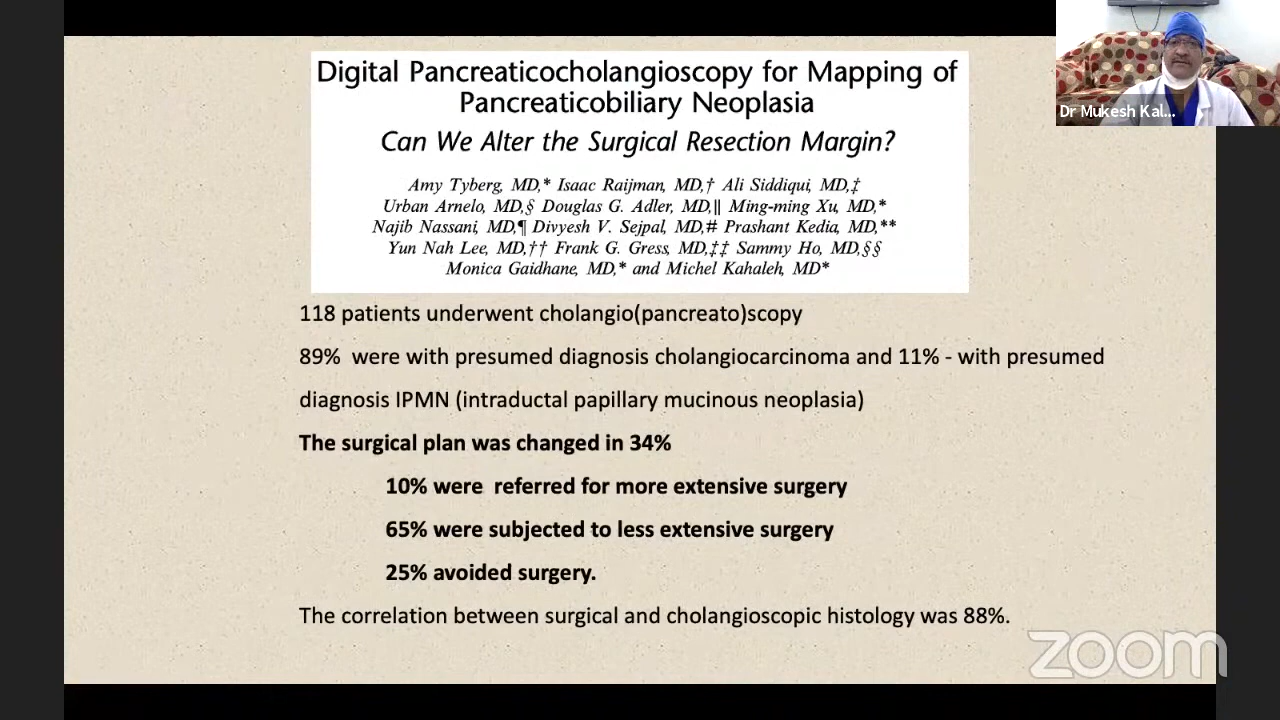 Digital Pancreaticocholangioscopy for Mapping of
Pancreaticobiliary Neoplasia
Can We Alter the Surgical Resection Margin?
Amy Tyberg, MD,* Isaac Raijman, MD,† Ali Siddiqui, MD,‡
Urban Arnelo, MD,§ Douglas G. Adler, MD,∥ Ming-ming Xu, MD,*
Najib Nassani, MD,¶ Divyesh V. Sejpal, MD,# Prashant Kedia, MD,**
Yun Nah Lee, MD,†† Frank G. Gress, MD,‡‡ Sammy Ho, MD,§§
Monica Gaidhane, MD,* and Michel Kahaleh, MD*
118 patients underwent cholangio(pancreato)scopy
89% were with presumed diagnosis cholangiocarcinoma and 11% - with presumed
diagnosis IPMN (intraductal papillary mucinous neoplasia)
The surgical plan was changed in 34%
10% were referred for more extensive surgery
65% were subjected to less extensive surgery
25% avoided surgery.
The correlation between surgical and cholangioscopic histology was 88%.
Dr Mukesh Kal...
zoom